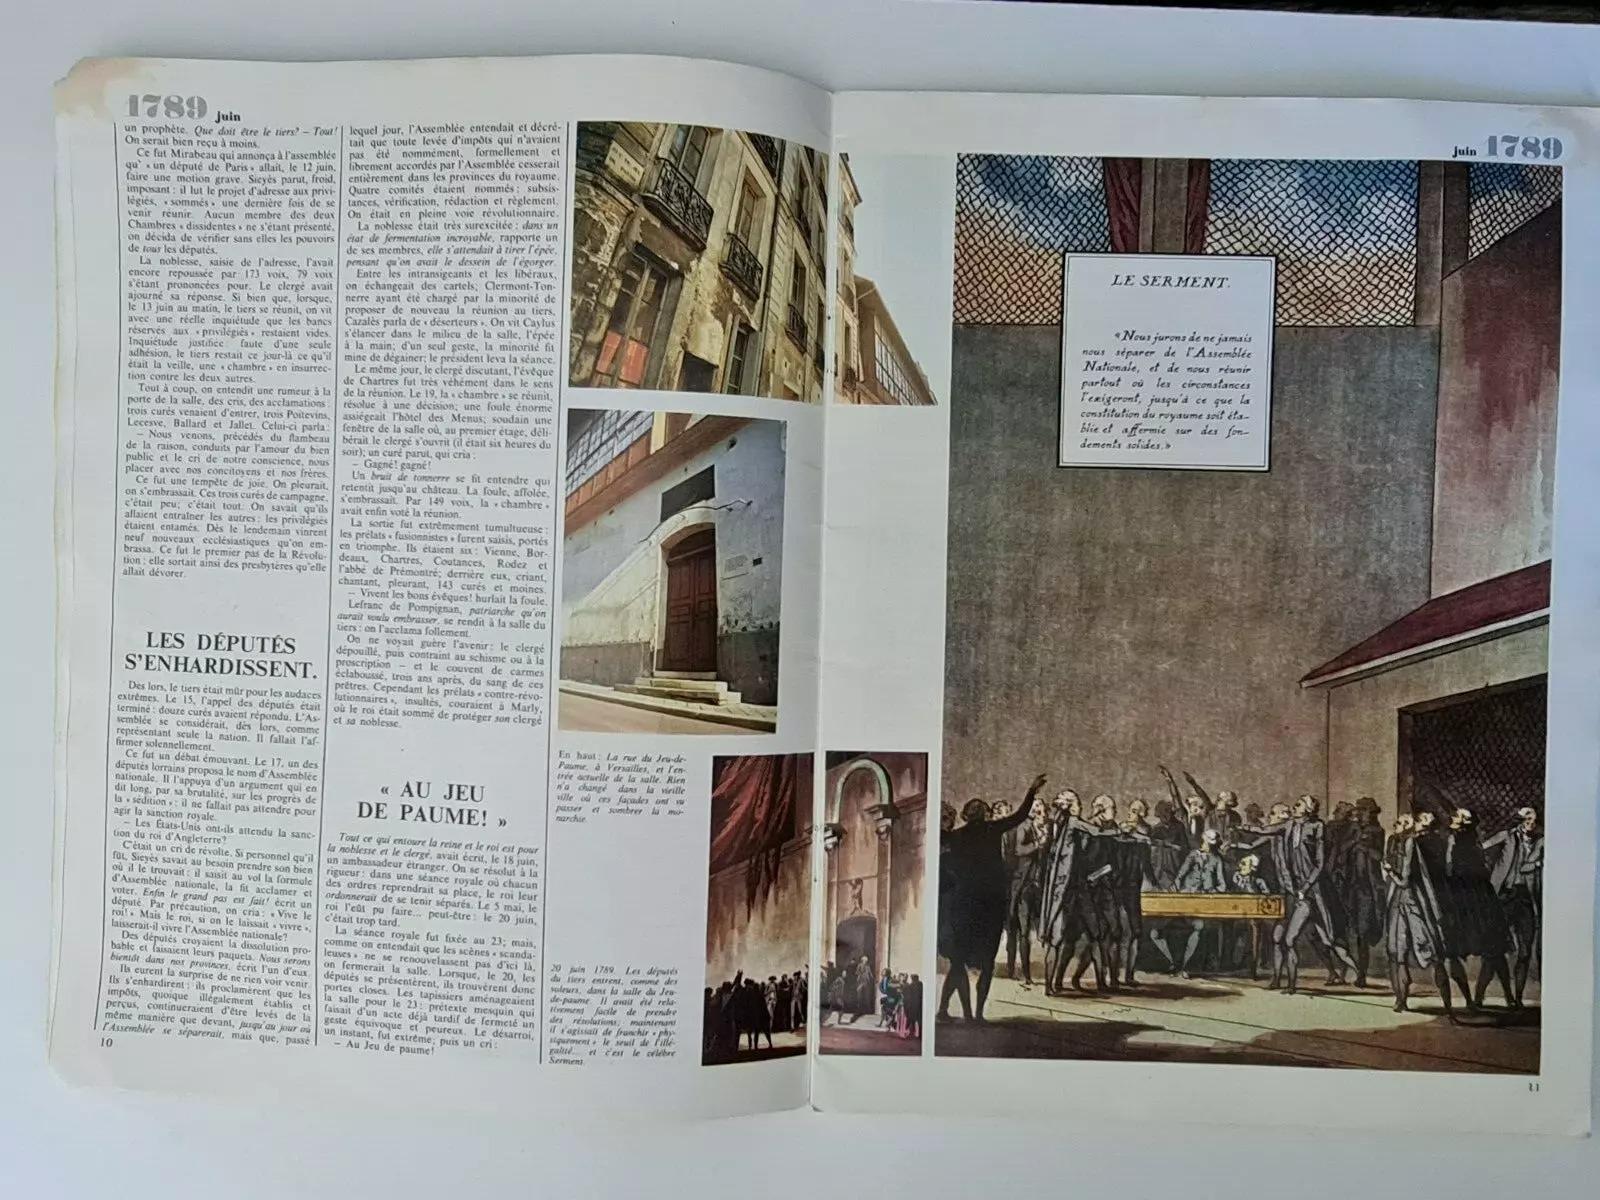 1789 juin
un prophète. Que doit être le tiers? – Tout!
On serait bien reçu à moins.
Ce fut Mirabeau qui annonça à l'assemblée
qu' « un député de Paris » allait, le 12 juin,
faire une motion grave. Sieyès parut, froid,
imposant : il lut le projet d'adresse aux privi-
légiés, « sommés » une dernière fois de se
venir réunir. Aucun membre des deux
Chambres « dissidentes » ne s'étant présenté,
on décida de vérifier sans elles les pouvoirs
de tous les députés.
La noblesse, saisie de l'adresse, l'avait
encore repoussée par 173 voix, 79 voix
s'étant prononcées pour. Le clergé avait
ajourné sa réponse. Si bien que, lorsque,
le 13 juin au matin, le tiers se réunit, on vit
avec une réelle inquiétude que les bancs
réservés aux « privilégiés » restaient vides.
Inquiétude justifiée : faute d'une seule
adhésion, le tiers restait ce jour-là ce qu'il
était la veille, une « chambre » en insurrec-
tion contre les deux autres.
Tout à coup, on entendit une rumeur à la
porte de la salle, des cris, des acclamations :
trois curés venaient d'entrer, trois Poitevins,
Lecesve, Ballard et Jallet. Celui-ci parla :
– Nous venons, précédés du flambeau
de la raison, conduits par l'amour du bien
public et le cri de notre conscience, nous
placer avec nos concitoyens et nos frères.
Ce fut une tempête de joie. On pleurait,
on s'embrassait. Ces trois curés de campagne,
c'était peu; c'était tout. On savait qu'ils
allaient entraîner les autres : les privilégiés
étaient entamés. Dès le lendemain vinrent
neuf nouveaux ecclésiastiques qu'on em-
brassa. Ce fut le premier pas de la Révolu-
tion : elle sortait ainsi des presbytères qu'elle
allait dévorer.
LES DÉPUTÉS
S'ENHARDISSENT.
Dès lors, le tiers était mûr pour les audaces
extrêmes. Le 15, l'appel des députés était
terminé : douze curés avaient répondu. L'As-
semblée se considérait, dès lors, comme
représentant seule la nation. Il fallait l'af-
firmer solennellement.
Ce fut un débat émouvant. Le 17, un des
députés lorrains proposa le nom d'Assemblée
nationale. Il l'appuya d'un argument qui en
dit long, par sa brutalité, sur les progrès de
la « sédition » : il ne fallait pas attendre pour
agir la sanction royale.
– Les États-Unis ont-ils attendu la sanc-
tion du roi d'Angleterre?
C'était un cri de révolte. Si personnel qu'il
fût, Sieyès savait au besoin prendre son bien
où il le trouvait : il saisit au vol la formule
d'Assemblée nationale, la fit acclamer et
voter. Enfin le grand pas est fait! écrit un
député. Par précaution, on cria : « Vive le
roi! » Mais le roi, si on le laissait « vivre »,
laisserait-il vivre l'Assemblée nationale?
Des députés croyaient la dissolution pro-
bable et faisaient leurs paquets. Nous serons
bientôt dans nos provinces, écrit l'un d'eux.
Ils eurent la surprise de ne rien voir venir.
Ils s'enhardirent : ils proclamèrent que les
impôts, quoique illégalement établis et
perçus, continueraient d'être levés de la
même manière que devant, jusqu'au jour où
l'Assemblée se séparerait, mais que, passé
10
lequel jour, l'Assemblée entendait et décré-
tait que toute levée d'impôts qui n'avaient
pas été nommément, formellement et
librement accordés par l'Assemblée cesserait
entièrement dans les provinces du royaume.
Quatre comités étaient nommés : subsis-
tances, vérification, rédaction et règlement.
On était en pleine voie révolutionnaire.
La noblesse était très surexcitée : dans un
état de fermentation incroyable, rapporte un
de ses membres, elle s'attendait à tirer l'épée,
pensant qu'on avait le dessein de l'égorger.
Entre les intransigeants et les libéraux,
on échangeait des cartels; Clermont-Ton-
nerre ayant été chargé par la minorité de
proposer de nouveau la réunion au tiers,
Cazalès parla de « déserteurs ». On vit Caylus
s'élancer dans le milieu de la salle, l'épée
à la main; d'un seul geste, la minorité fit
mine de dégainer; le président leva la séance.
Le même jour, le clergé discutant, l'évêque
de Chartres fut très véhément dans le sens
de la réunion. Le 19, la « chambre » se réunit,
résolue à une décision; une foule énorme
assiégeait l'hôtel des Menus; soudain une
fenêtre de la salle où, au premier étage, déli-
bérait le clergé s'ouvrit (il était six heures du
soir); un curé parut, qui cria :
– Gagné! gagné!
Un bruit de tonnerre se fit entendre qui
retentit jusqu'au château. La foule, affolée,
s'embrassait. Par 149 voix, la « chambre »
avait enfin voté la réunion.
La sortie fut extrêmement tumultueuse :
les prélats « fusionnistes » furent saisis, portés
en triomphe. Ils étaient six : Vienne, Bor-
deaux, Chartres, Coutances, Rodez et
l'abbé de Prémontré; derrière eux, criant,
chantant, pleurant, 143 curés et moines.
– Vivent les bons évêques! hurlait la foule.
Lefranc de Pompignan, patriarche qu'on
aurait voulu embrasser, se rendit à la salle du
tiers : on l'acclama follement.
On ne voyait guère l'avenir : le clergé
dépouillé, puis contraint au schisme ou à la
proscription – et le couvent de carmes
éclaboussé, trois ans après, du sang de ces
prêtres. Cependant les prélats « contre-révo-
lutionnaires », insultés, couraient à Marly,
où le roi était sommé de protéger son clergé
et sa noblesse.
« AU JEU
DE PAUME! »
Tout ce qui entoure la reine et le roi est pour
la noblesse et le clergé, avait écrit, le 18 juin,
un ambassadeur étranger. On se résolut à la
rigueur : dans une séance royale où chacun
des ordres reprendrait sa place, le roi leur
ordonnerait de se tenir séparés. Le 5 mai, le
roi l'eût pu faire... peut-être : le 20 juin,
c'était trop tard.
La séance royale fut fixée au 23; mais,
comme on entendait que les scènes « scanda-
leuses » ne se renouvelassent pas d'ici là,
on fermerait la salle. Lorsque, le 20, les
députés se présentèrent, ils trouvèrent donc
portes closes. Les tapissiers aménageaient
la salle pour le 23 : prétexte mesquin qui
faisait d'un acte déjà tardif de fermeté un
geste équivoque et peureux. Le désarroi,
un instant, fut extrême; puis un cri :
– Au Jeu de paume!
En haut : La rue du Jeu-de-
Paume, à Versailles, et l'en-
trée actuelle de la salle. Rien
n'a changé dans la vieille
ville où ces façades ont vu
passer et sombrer la mo-
narchie.
20 juin 1789. Les députés
du tiers entrent, comme des
voleurs, dans la salle du Jeu-
de-paume. Il avait été rela-
tivement facile de prendre
des résolutions; maintenant
il s'agissait de franchir « phy-
siquement » le seuil de l'illé-
galité... et c'est le célèbre
Serment.
juin 1789
LE SERMENT.
« Nous jurons de ne jamais
nous séparer de l'Assemblée
Nationale, et de nous réunir
partout où les circonstances
l'exigeront, jusqu'à ce que la
constitution du royaume soit éta-
blie et affermie sur des fon-
dements solides. »
11